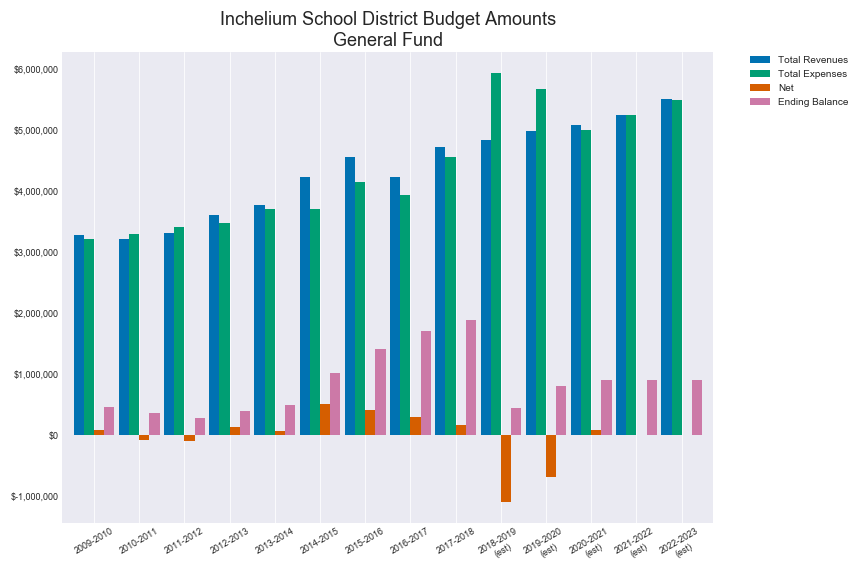 Inchelium School District Budget Amounts
General Fund
Total Revenues
Total Expenses
Net
Ending Balance
$6,000,000
$5,000,000
$4,000,000
$3,000,000
$2,000,000
$1,000,000
$0
$-1,000,000
2009-2010
2010-2011
2011-2012
2012-2013
2013-2014
2014-2015
2015-2016
2016-2017
2017-2018
2018-2019
(est)
2019-2020
(est)
2020-2021
(est)
2021-2022
(est)
2022-2023
(est)